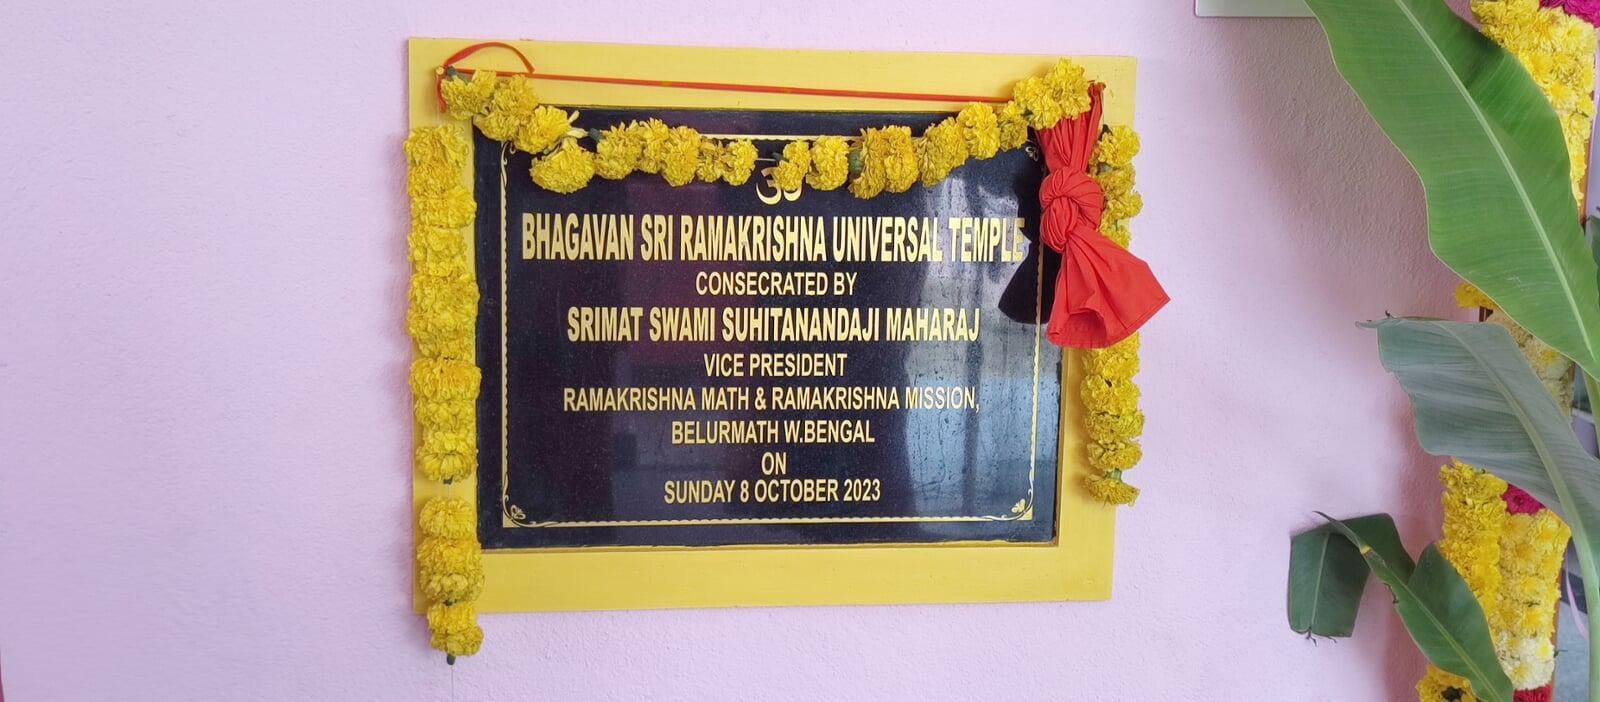 ॐ
BHAGAVAN SRI RAMAKRISHNA UNIVERSAL TEMPLE
CONSECRATED BY
SRIMAT SWAMI SUHITANANDAJI MAHARAJ
VICE PRESIDENT
RAMAKRISHNA MATH & RAMAKRISHNA MISSION,
BELURMATH W.BENGAL
ON
SUNDAY 8 OCTOBER 2023